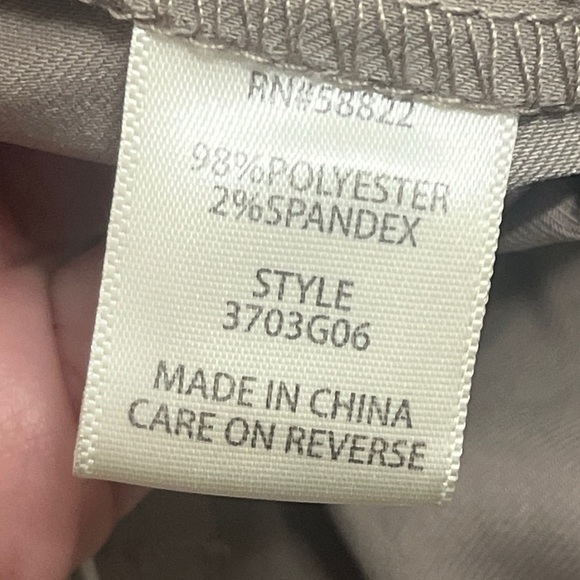 RN#58822
98%POLYESTER
2%SPANDEX
STYLE
3703G06
MADE IN CHINA
CARE ON REVERSE